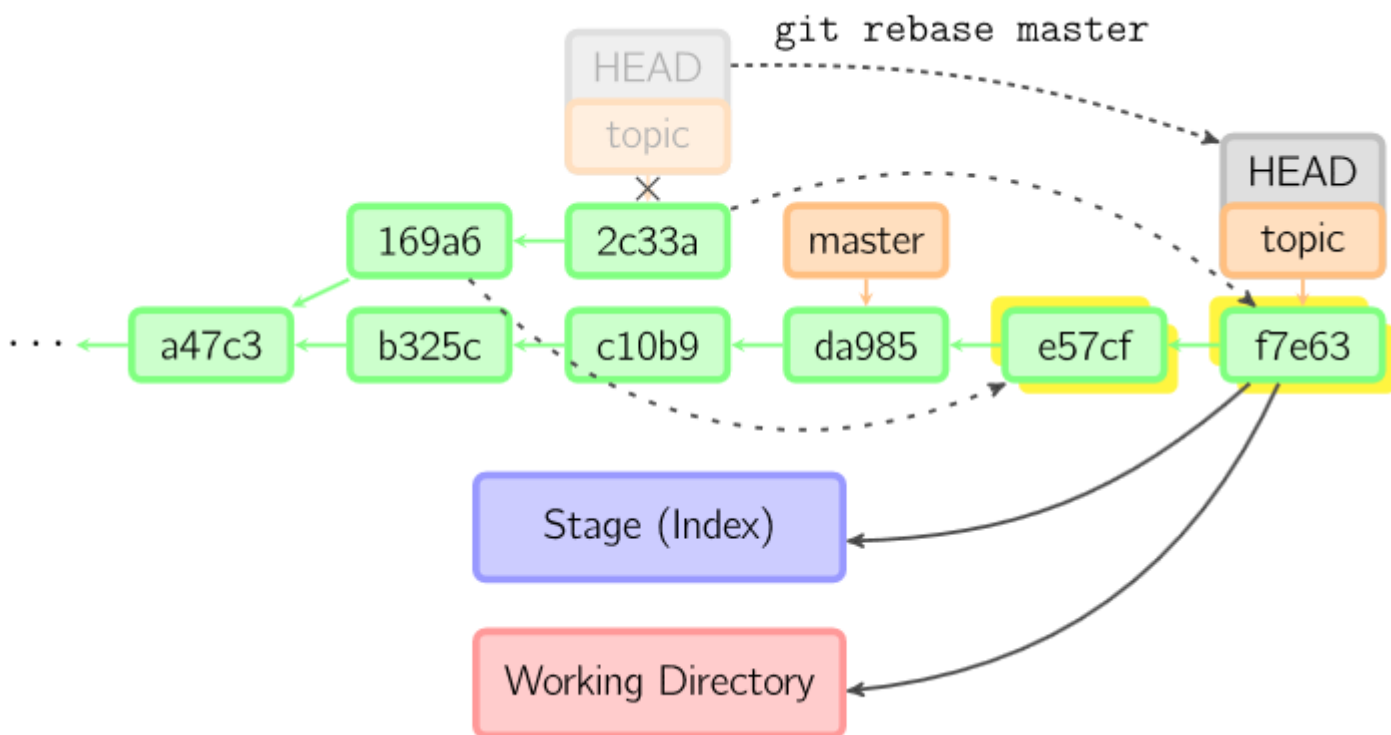 git rebase master
HEAD
topic
HEAD
169a6
2c33a
master
topic
...
a47c3
b325c
c10b9
da985
e57cf
f7e63
Stage (Index)
Working Directory